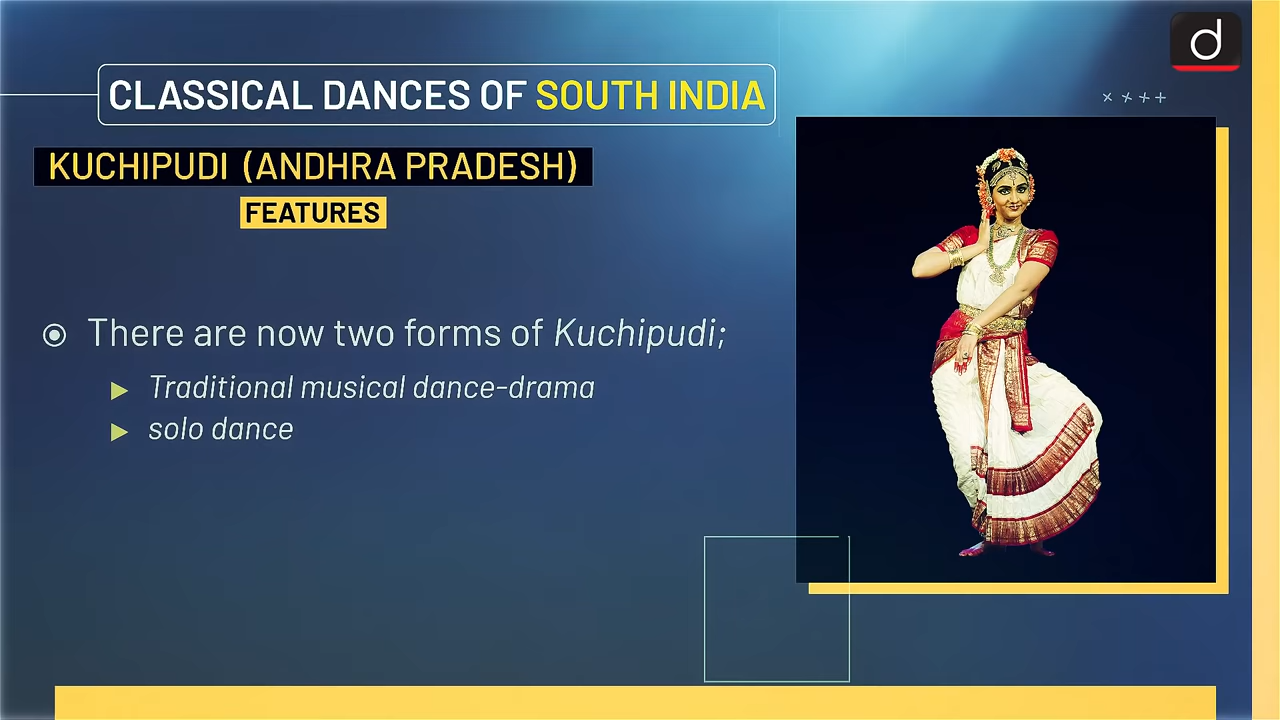 d
CLASSICAL DANCES OF SOUTH INDIA
KUCHIPUDI (ANDHRA PRADESH)
FEATURES
There are now two forms of Kuchipudi;
Traditional musical dance-drama
solo dance